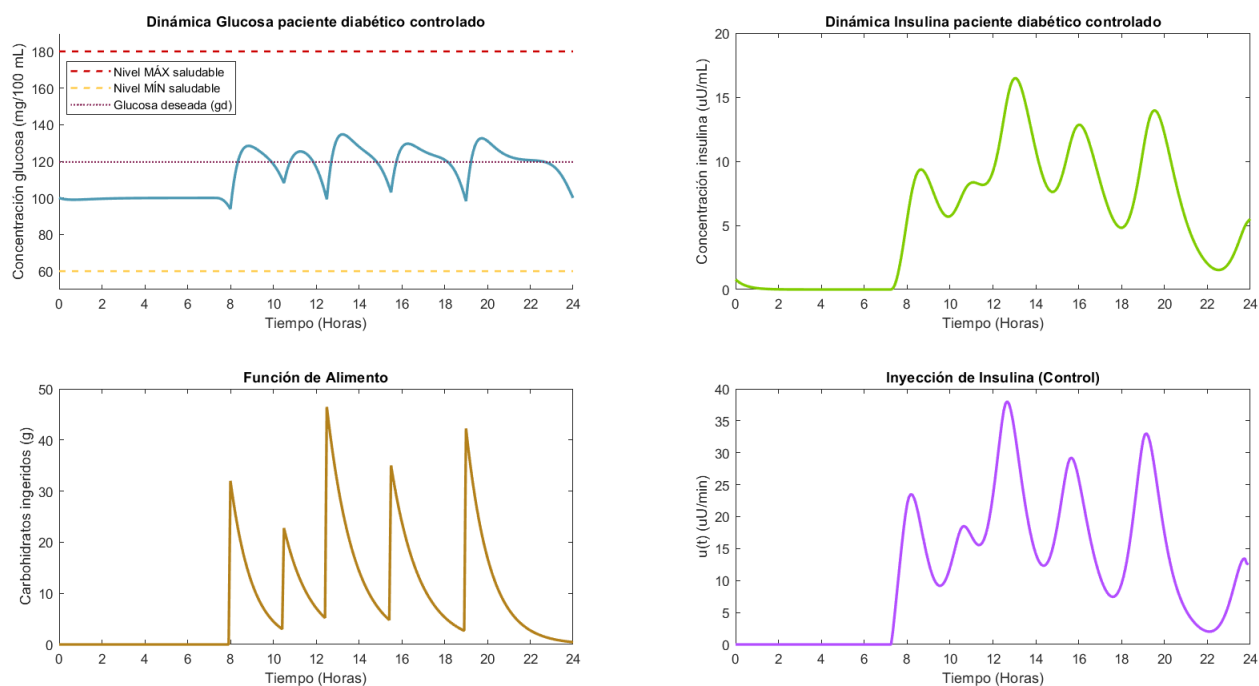 Dinámica Glucosa paciente diabético controlado
Concentración glucosa (mg/100 mL)
180
160
140
120
100
80
60
Nivel MÁX saludable
Nivel MÍN saludable
Glucosa deseada (gd)
0 2 4 6 8 10 12 14 16 18 20 22 24
Tiempo (Horas)
Dinámica Insulina paciente diabético controlado
Concentración insulina (uU/mL)
20
15
10
5
0
0 2 4 6 8 10 12 14 16 18 20 22 24
Tiempo (Horas)
Función de Alimento
Carbohidratos ingeridos (g)
50
40
30
20
10
0
0 2 4 6 8 10 12 14 16 18 20 22 24
Tiempo (Horas)
Inyección de Insulina (Control)
u(t) (uU/min)
40
35
30
25
20
15
10
5
0
0 2 4 6 8 10 12 14 16 18 20 22 24
Tiempo (Horas)